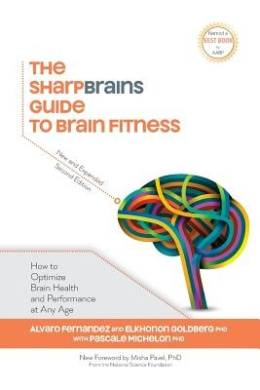 Named a
BEST BOOK
by
AARP
THE
SHARPBRAINS
GUIDE
TO BRAIN FITNESS
New and Expanded
Second Edition
How to
Optimize
Brain Health
and Performance
at Any Age
ALVARO FERNANDEZ AND ELKHONON GOLDBERG PHD
WITH PASCALE MICHELON PHD
New Foreword by Misha Pavel, PhD
From the National Science Foundation